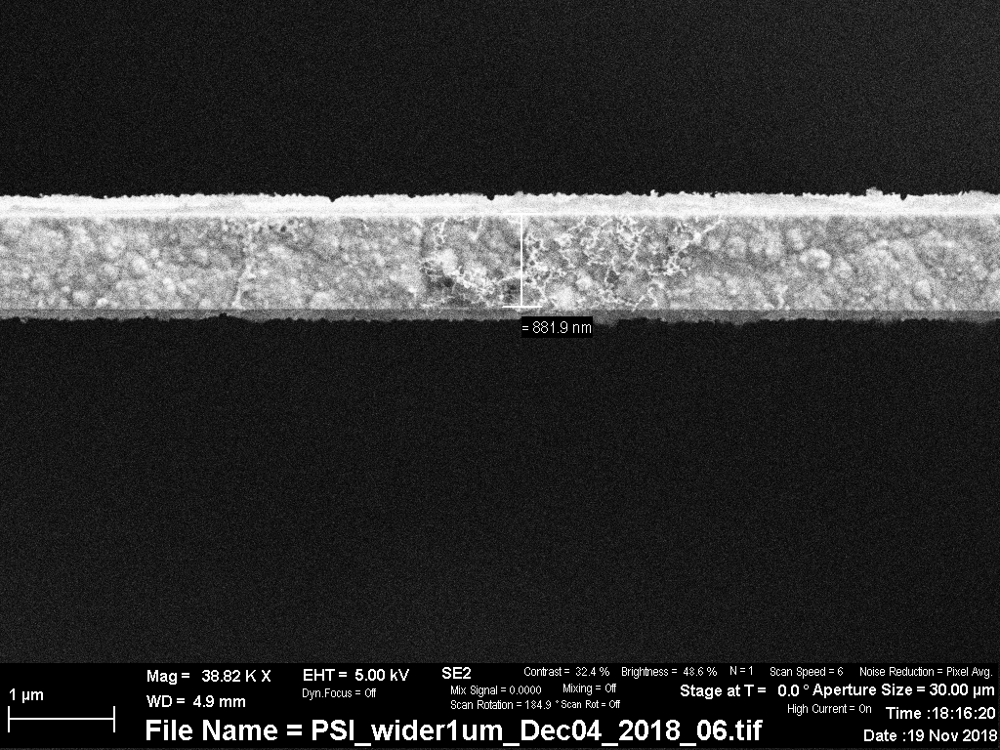 = 881.9 nm
1 µm
Mag = 38.82 K X
WD = 4.9 mm
EHT = 5.00 kV
Dyn.Focus = Off
SE2
Mix Signal = 0.0000
Scan Rotation = 184.9 °
Contrast = 32.4 %
Brightness = 48.6 %
N = 1
Scan Speed = 6
Noise Reduction = Pixel Avg.
Mixing = Off
Scan Rot = Off
Stage at T = 0.0 °
Aperture Size = 30.00 µm
High Current = On
Time :18:16:20
File Name = PSI_wider1um_Dec04_2018_06.tif
Date :19 Nov 2018